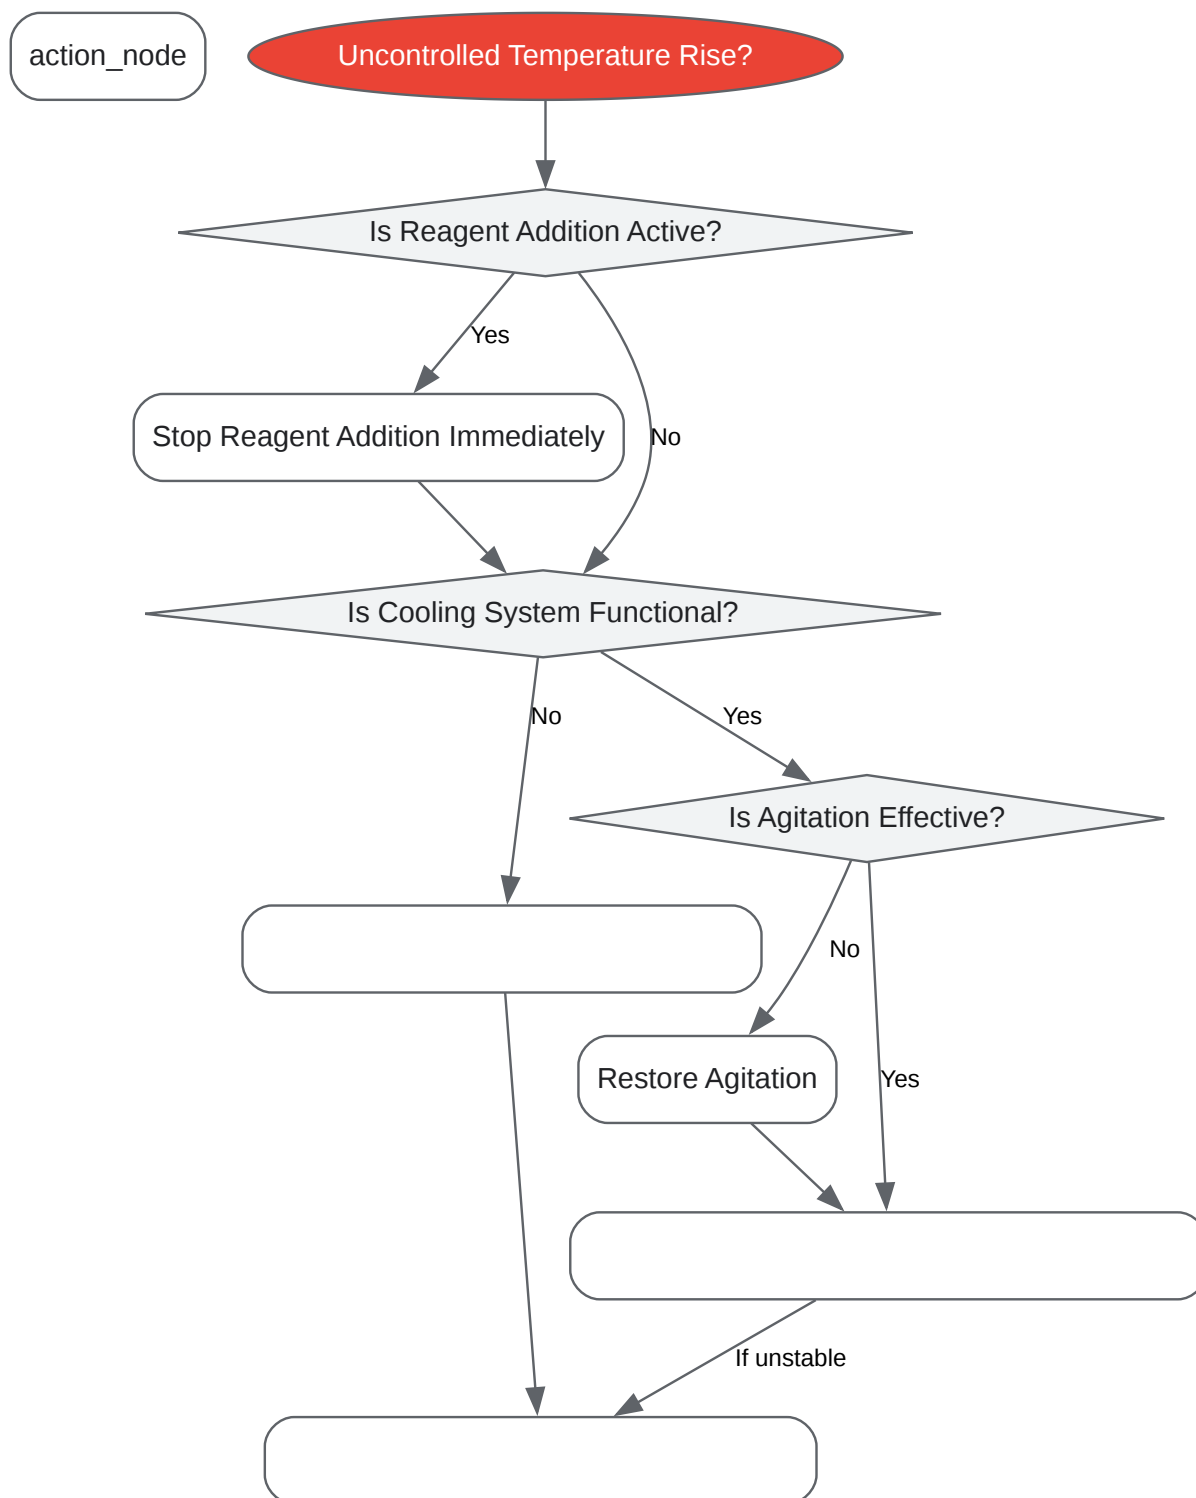 action_node
Uncontrolled Temperature Rise?
Is Reagent Addition Active?
Yes
Stop Reagent Addition Immediately
No
Is Cooling System Functional?
No
Yes
Is Agitation Effective?
No
Restore Agitation
Yes
If unstable